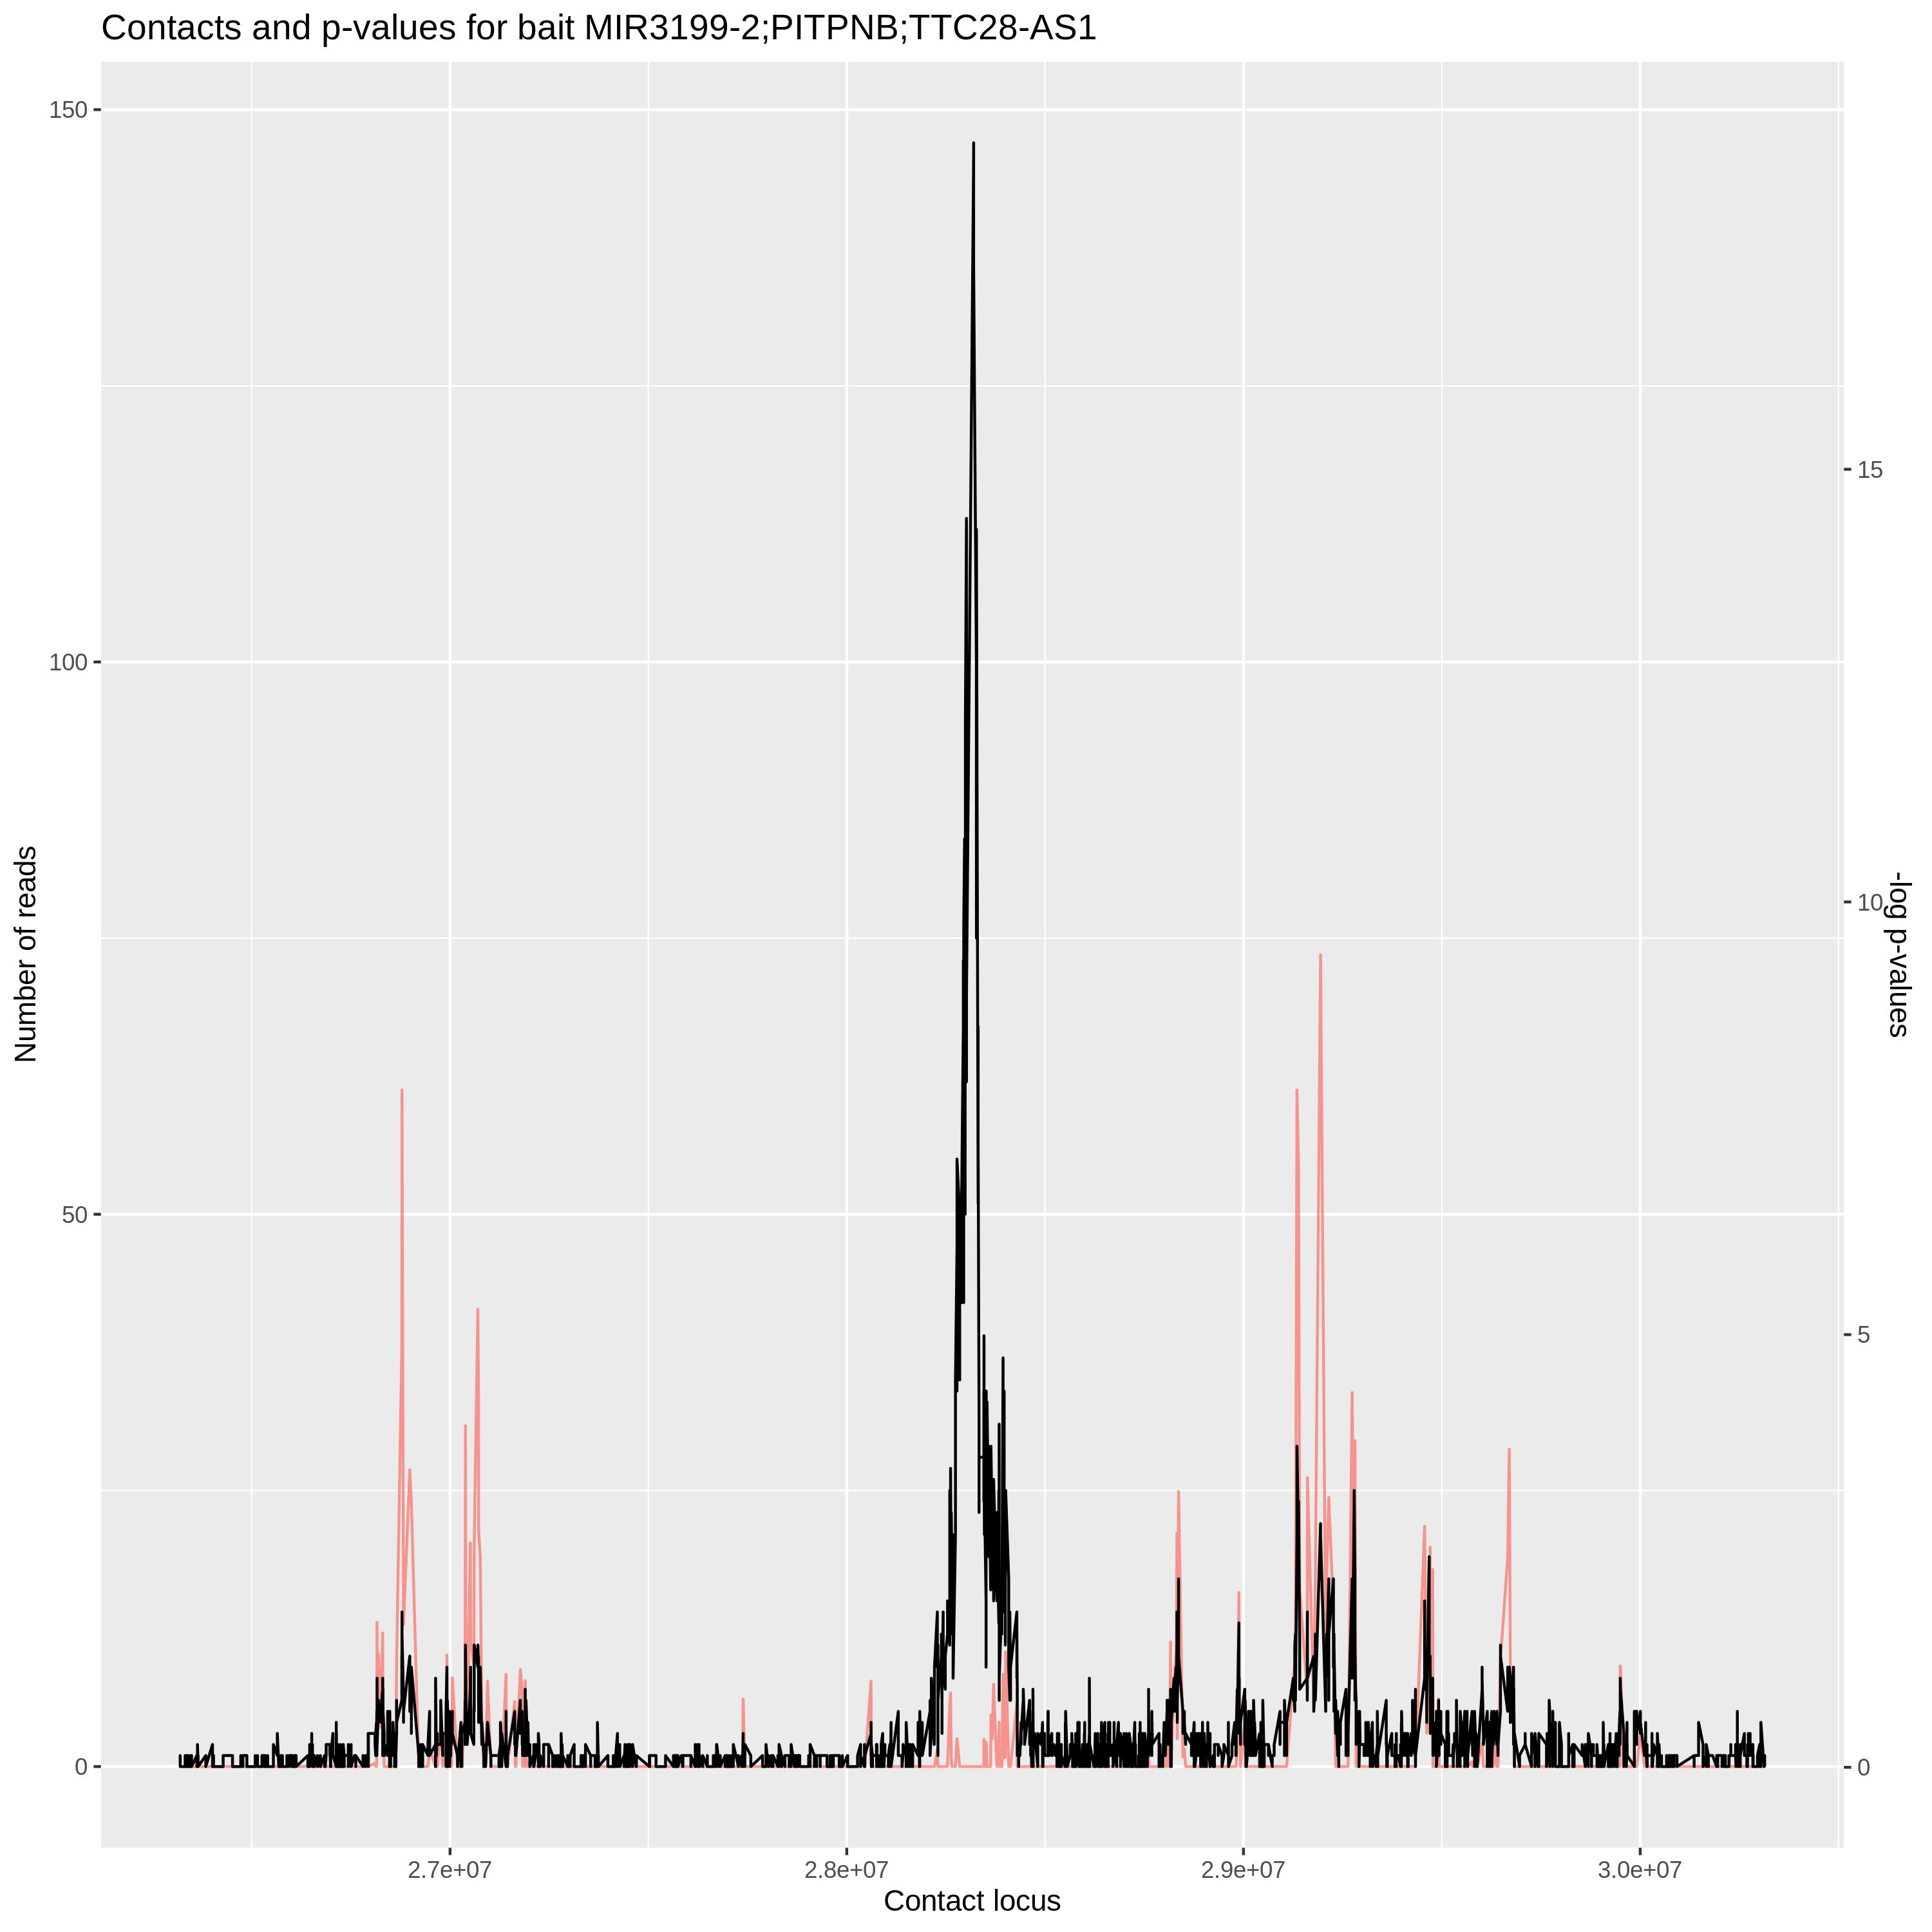 Contacts and p-values for bait MIR3199-2;PITPNB;TTC28-AS1
150
100
50
0
Number of reads
15
10
5
0
-log p-values
2.7e+07
2.8e+07
2.9e+07
3.0e+07
Contact locus